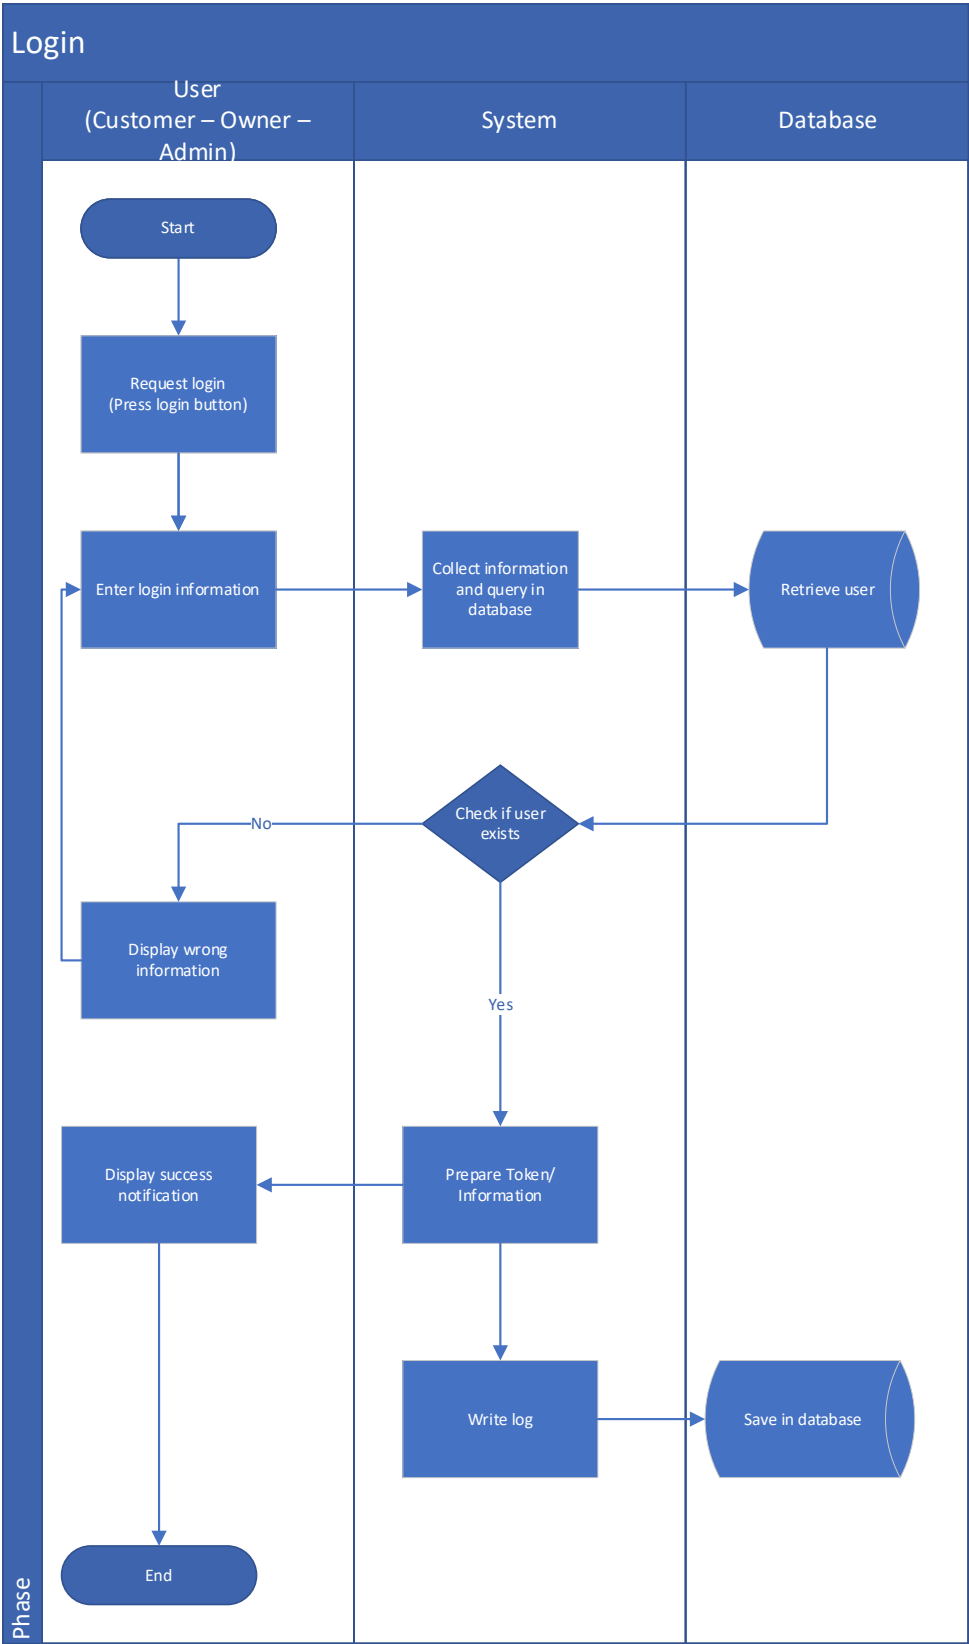 Login
User
(Customer – Owner –
Admin)
System
Database
Start
Request login
(Press login button)
Enter login information
Collect information
and query in
database
Retrieve user
Check if user
exists
No
Display wrong
information
Yes
Display success
notification
Prepare Token/
Information
Write log
Save in database
End
Phase